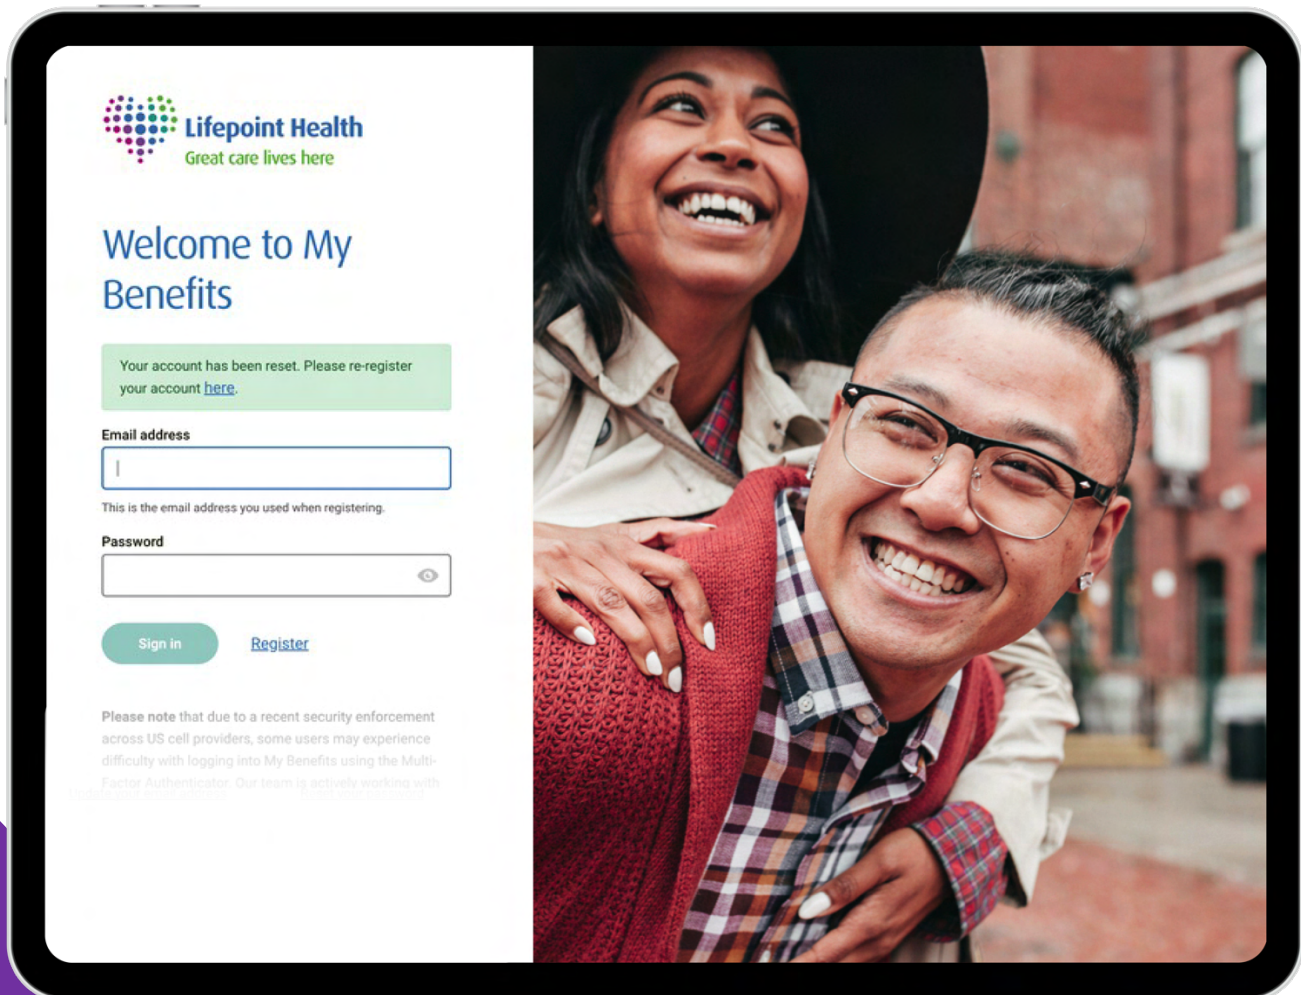 Lifepoint Health
Great care lives here
Welcome to My
Benefits
Your account has been reset. Please re-register
your account here.
Email address
This is the email address you used when registering.
Password
Sign in
Register
Please note that due to a recent security enforcement
across US cell providers, some users may experience
difficulty with logging into My Benefits using the Multi-
Factor Authenticator. Our team is actively working with